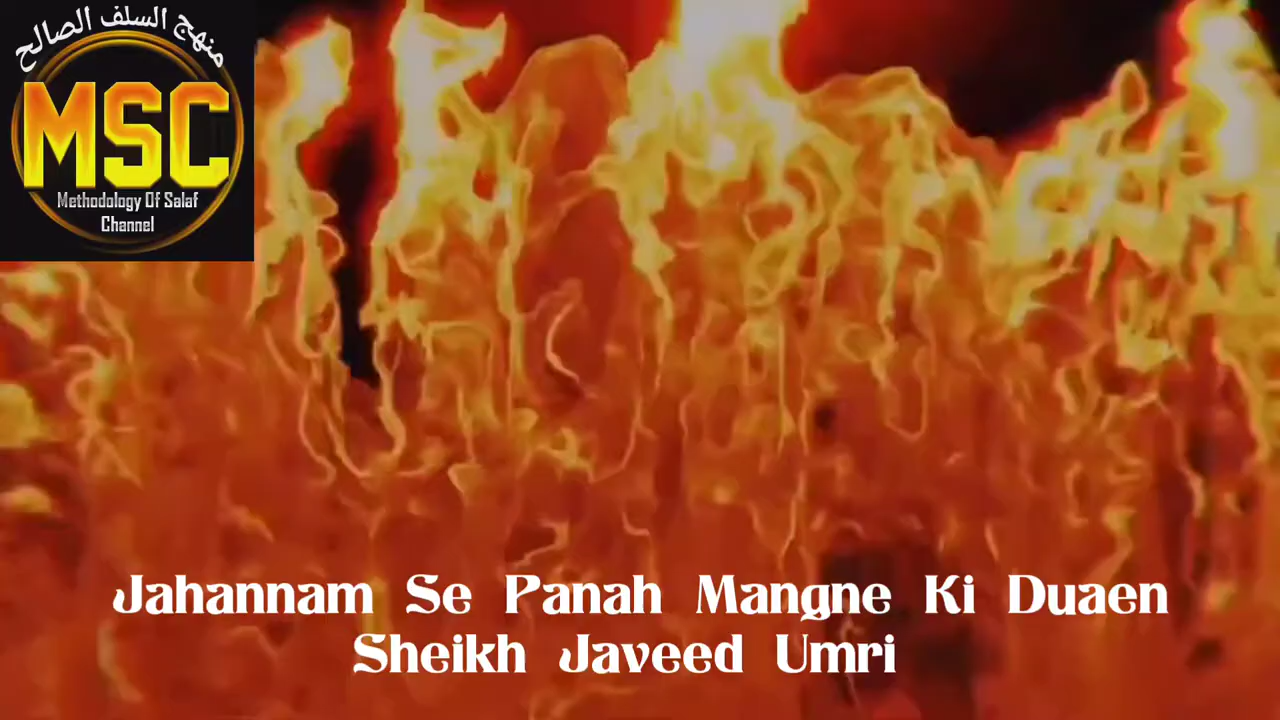 منهج السلف الصالح
MSC
Methodology Of Salaf
Channel
Jahannam Se Panah Mangne Ki Duaen
Sheikh Javeed Umri